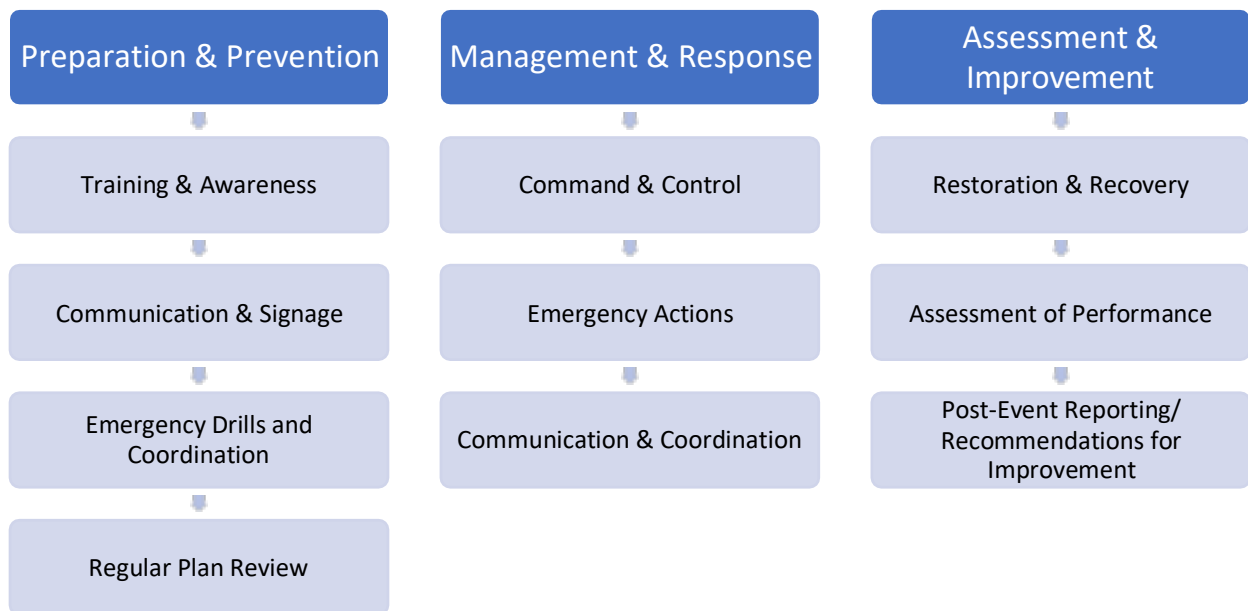 Preparation & Prevention
Training & Awareness
Communication & Signage
Emergency Drills and
Coordination
Regular Plan Review
Management & Response
Command & Control
Emergency Actions
Communication & Coordination
Assessment &
Improvement
Restoration & Recovery
Assessment of Performance
Post-Event Reporting/
Recommendations for
Improvement